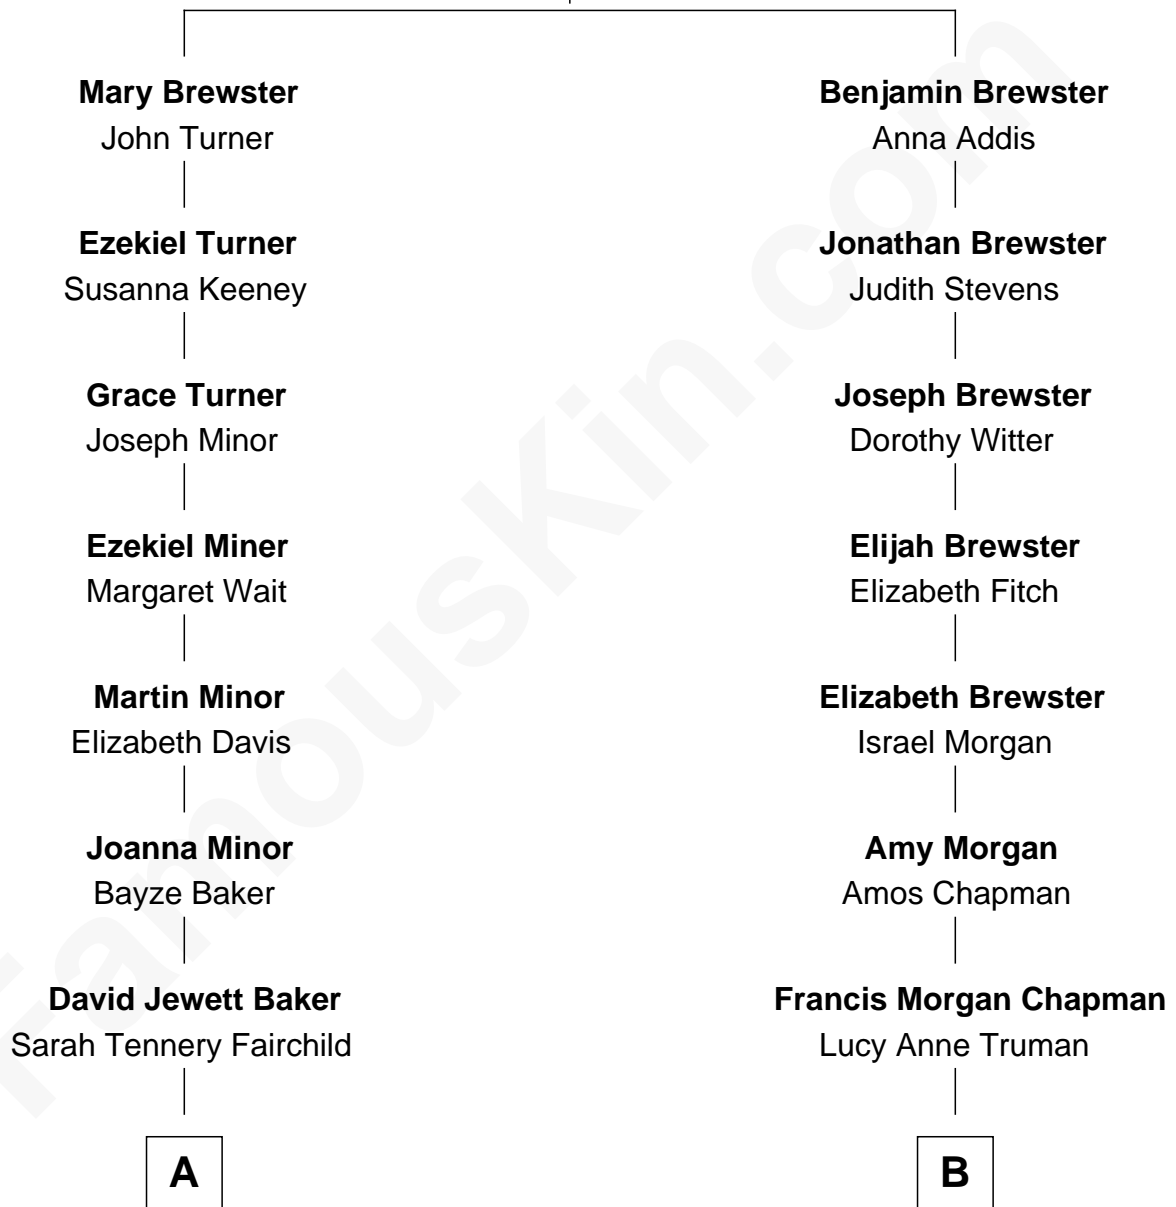 Mary Brewster
John Turner
Ezekiel Turner
Susanna Keeney
Grace Turner
Joseph Minor
Ezekiel Miner
Margaret Wait
Martin Minor
Elizabeth Davis
Joanna Minor
Bayze Baker
David Jewett Baker
Sarah Tennery Fairchild
A
Benjamin Brewster
Anna Addis
Jonathan Brewster
Judith Stevens
Joseph Brewster
Dorothy Witter
Elijah Brewster
Elizabeth Fitch
Elizabeth Brewster
Israel Morgan
Amy Morgan
Amos Chapman
Francis Morgan Chapman
Lucy Anne Truman
B
FamousKin.com